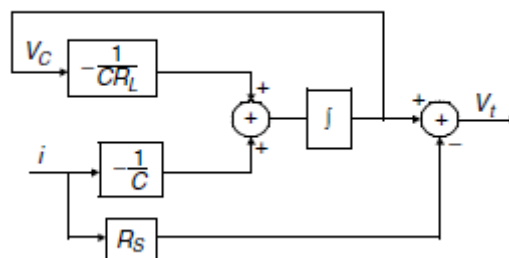 V_C
-1/(CR_L)
+
+
+
∫
+
+
−
V_t
i
-1/C
R_S